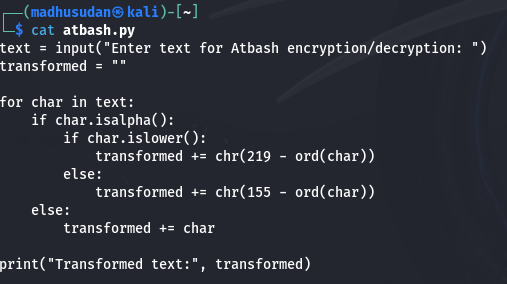 ┌──(madhusudan㉿kali)-[~]
└─$ cat atbash.py
text = input("Enter text for Atbash encryption/decryption: ")
transformed = ""

for char in text:
    if char.isalpha():
        if char.islower():
            transformed += chr(219 - ord(char))
        else:
            transformed += chr(155 - ord(char))
    else:
        transformed += char

print("Transformed text:", transformed)